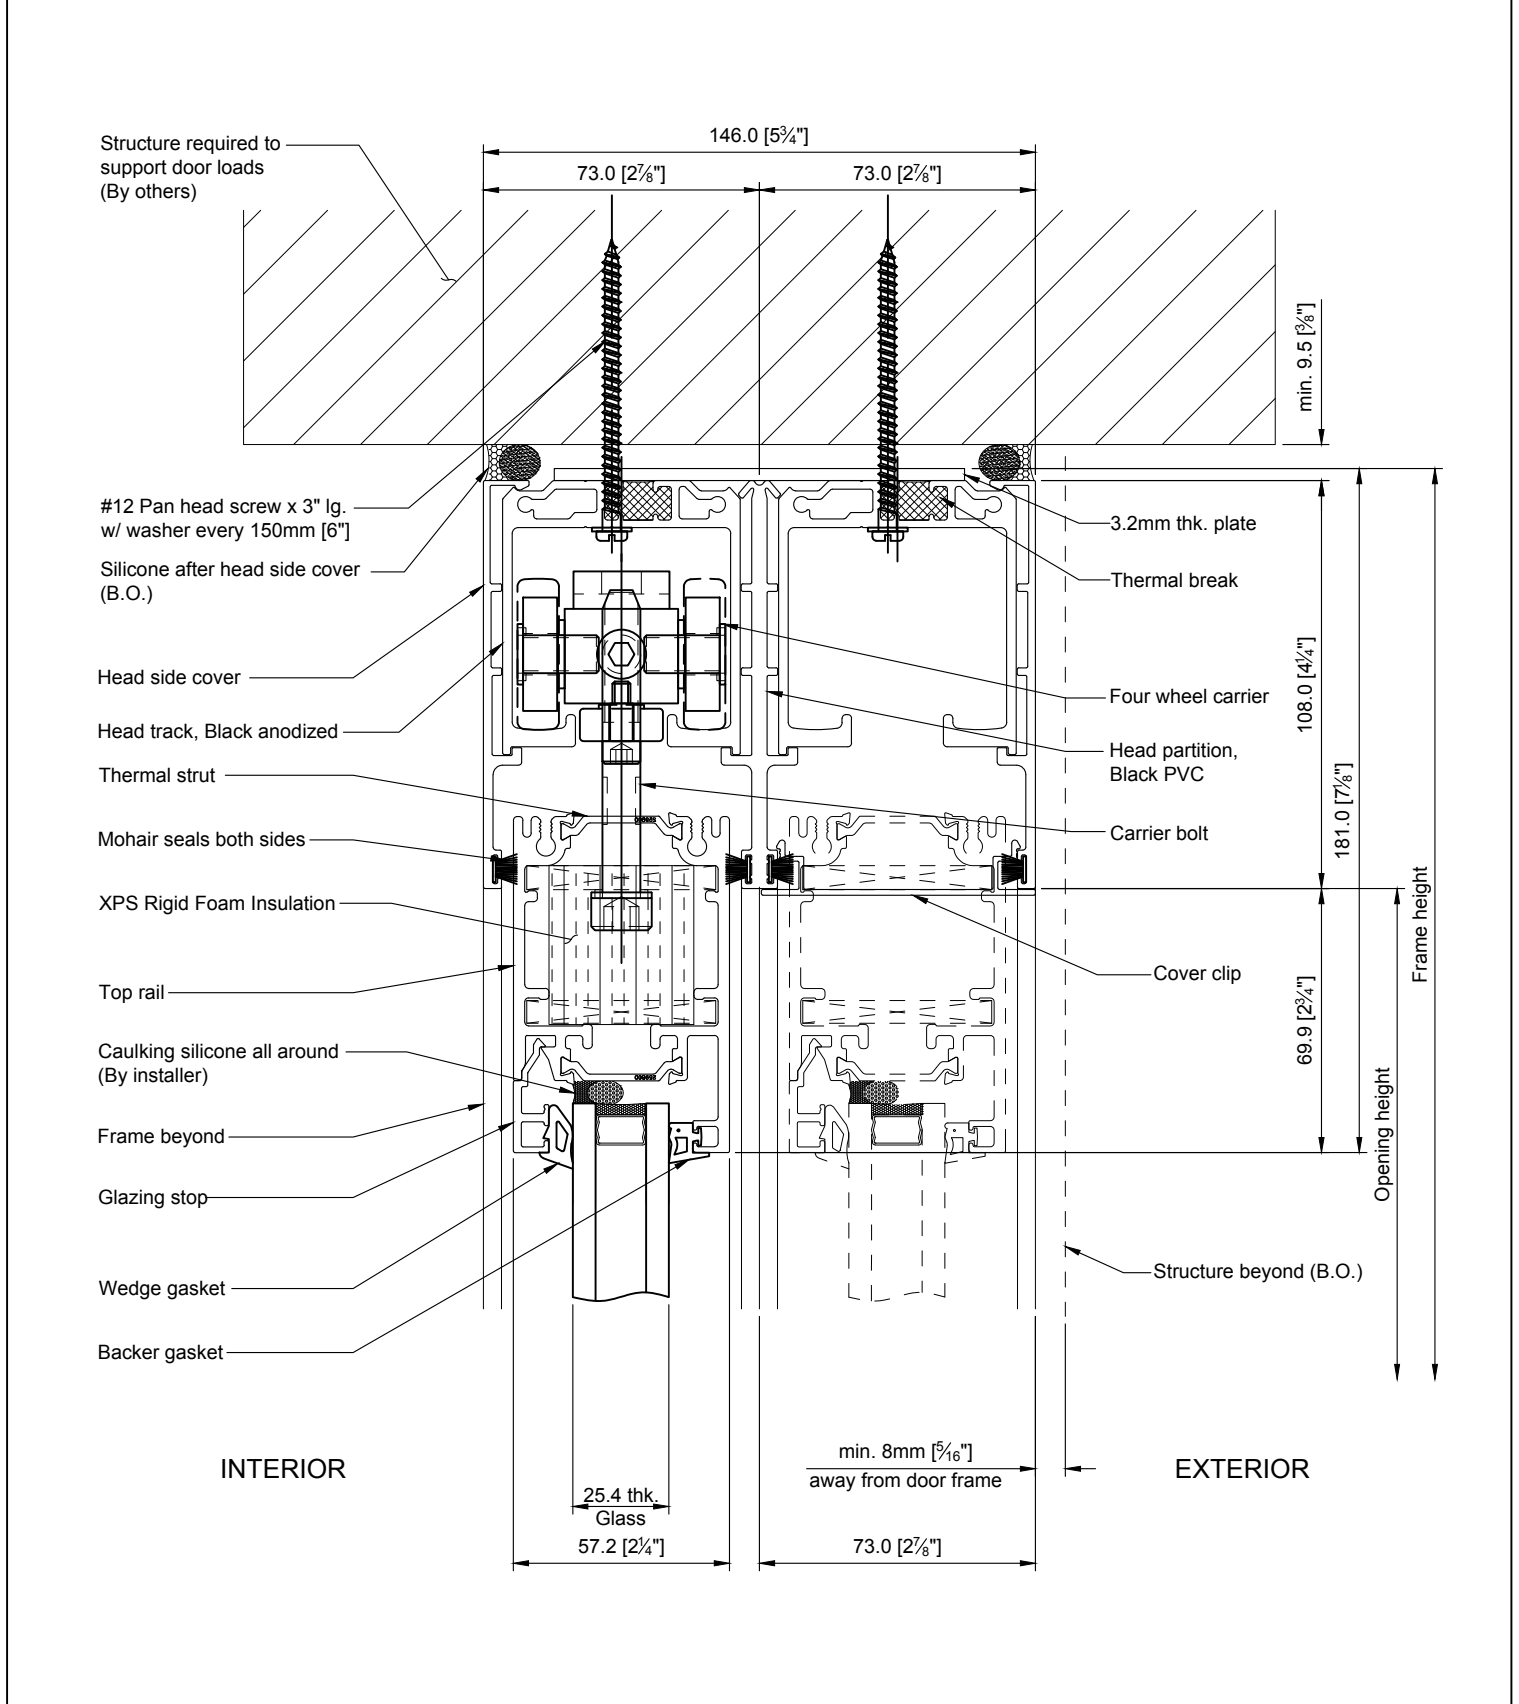 146.0 [5¾"]
73.0 [2⅞"]
73.0 [2⅞"]
Structure required to
support door loads
(By others)
min. 9.5 [⅜"]
#12 Pan head screw x 3" lg.
w/ washer every 150mm [6"]
Silicone after head side cover
(B.O.)
Head side cover
Head track, Black anodized
Thermal strut
Mohair seals both sides
XPS Rigid Foam Insulation
Top rail
Caulking silicone all around
(By installer)
Frame beyond
Glazing stop
Wedge gasket
Backer gasket
3.2mm thk. plate
Thermal break
Four wheel carrier
Head partition,
Black PVC
Carrier bolt
Cover clip
Structure beyond (B.O.)
108.0 [4¼"]
181.0 [7⅛"]
69.9 [2¾"]
Frame height
Opening height
INTERIOR
min. 8mm [5⁄16"]
away from door frame
EXTERIOR
25.4 thk.
Glass
57.2 [2¼"]
73.0 [2⅞"]